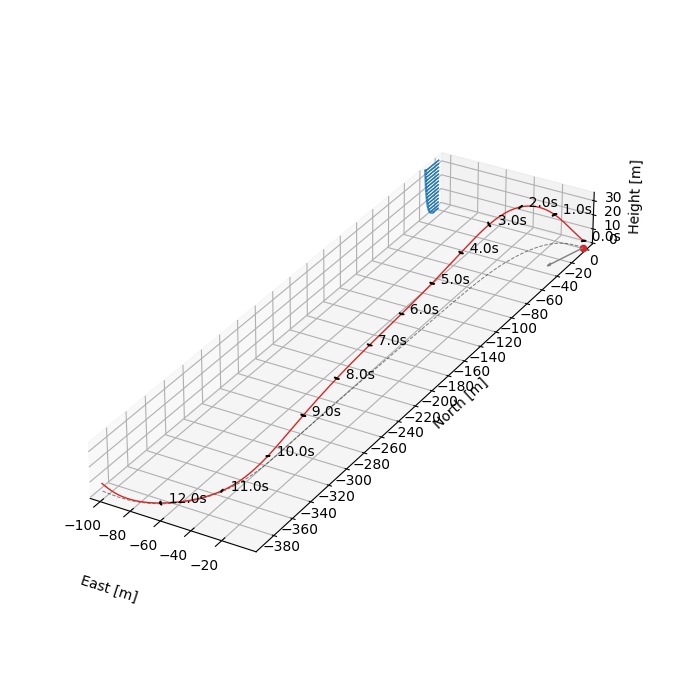 30
20
10
0
Height [m]
0.0s
1.0s
2.0s
3.0s
4.0s
5.0s
6.0s
7.0s
8.0s
9.0s
10.0s
11.0s
12.0s
0
−20
−40
−60
−80
−100
−120
−140
−160
−180
−200
−220
−240
−260
−280
−300
−320
−340
−360
−380
North [m]
−100
−80
−60
−40
−20
East [m]